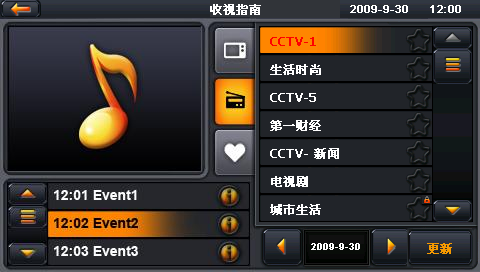 收视指南 2009-9-30 12:00
CCTV-1
生活时尚
CCTV-5
第一财经
CCTV- 新闻
电视剧
城市生活
12:01 Event1
12:02 Event2
12:03 Event3
2009-9-30
更新